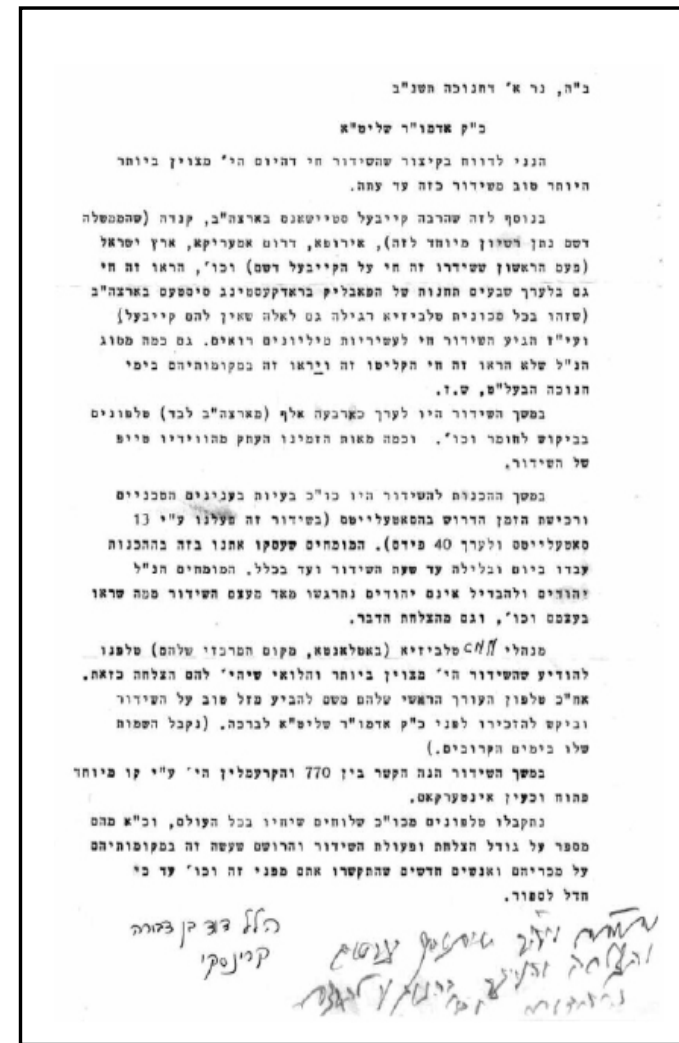 ב"ה, נר א' דחנוכה תשנ"ב
כ"ק אדמו"ר שליט"א
הנני לדווח בקיצור שהשידור חי דהיום הי' מצוין ביותר
היותר טוב משידור כזה עד עתה.
בנוסף לזה שהרבה קייבעל סטיישאנס בארצה"ב, קנדה (שהממשלה
דשם נתן רשיון מיוחד לזה), אירופא, דרום אמעריקא, ארץ ישראל
(פעם הראשון ששידרו זה חי על הקייבעל דשם) וכו', הראו זה חי
גם בלערך שבעים תחנות של הפאבליק בראדקעסטינג סיסטעם בארצה"ב
(שזהו בכל מכונית טלביזיא רגילה גם לאלה שאין להם קייבעל)
ועי"ז הגיע השידור חי לעשיריות מיליונים רואים. גם כמה מסוג
הנ"ל שלא הראו זה חי הקליטו זה ויראו זה במקומותיהם בימי
חנוכה הבעל"ט, ש.ז.
במשך השידור היו לערך כארבעה אלף (מארצה"ב לבד) טלפונים
בביקוש לחומר וכו'. וכמה מאות הזמינו העתק מהווידיו טייפ
של השידור.
במשך ההכנות להשידור היו כו"כ בעיות בענינים הטכניים
ורכישת הזמן הדרוש בהסאטעלייטס (בשידור זה פעלנו ע"י 13
סאטעלייטס ולערך 40 פידס). המומחים שעסקו אתנו בזה בההכנות
עבדו ביום ובלילה עד שעת השידור ועד בכלל. המומחים הנ"ל
יהודים ולהבדיל אינם יהודים נתרגשו מאד מעצם השידור ממה שראו
בעצמם וכו', וגם מהצלחת הדבר.
מנהלי CNN טלביזיא (באטלאנטא, מקום המרכזי שלהם) טלפנו
להודיע שהשידור הי' מצוין ביותר והלואי שיהי' להם הצלחה כזאת.
אח"כ טלפון העורך הראשי שלהם משם להביע מזל טוב על השידור
וביקש להזכירו לפני כ"ק אדמו"ר שליט"א לברכה. (נקבל השמות
שלו בימים הקרובים.)
במשך השידור הנה הקשר בין 770 והקרעמלין הי' ע"י קו מיוחד
פתוח וכעין אינטערקאם.
נתקבלו טלפונים מכו"כ שלוחים שיחיו בכל העולם, וכ"א מהם
מספר על גודל הצלחת ופעולת השידור והרושם שעשה זה במקומותיהם
על מכריהם ואנשים חדשים שהתקשרו אתם מפני זה וכו' עד כי
חדל לספור.
הלל דוד בן דבורה
קרינסקי